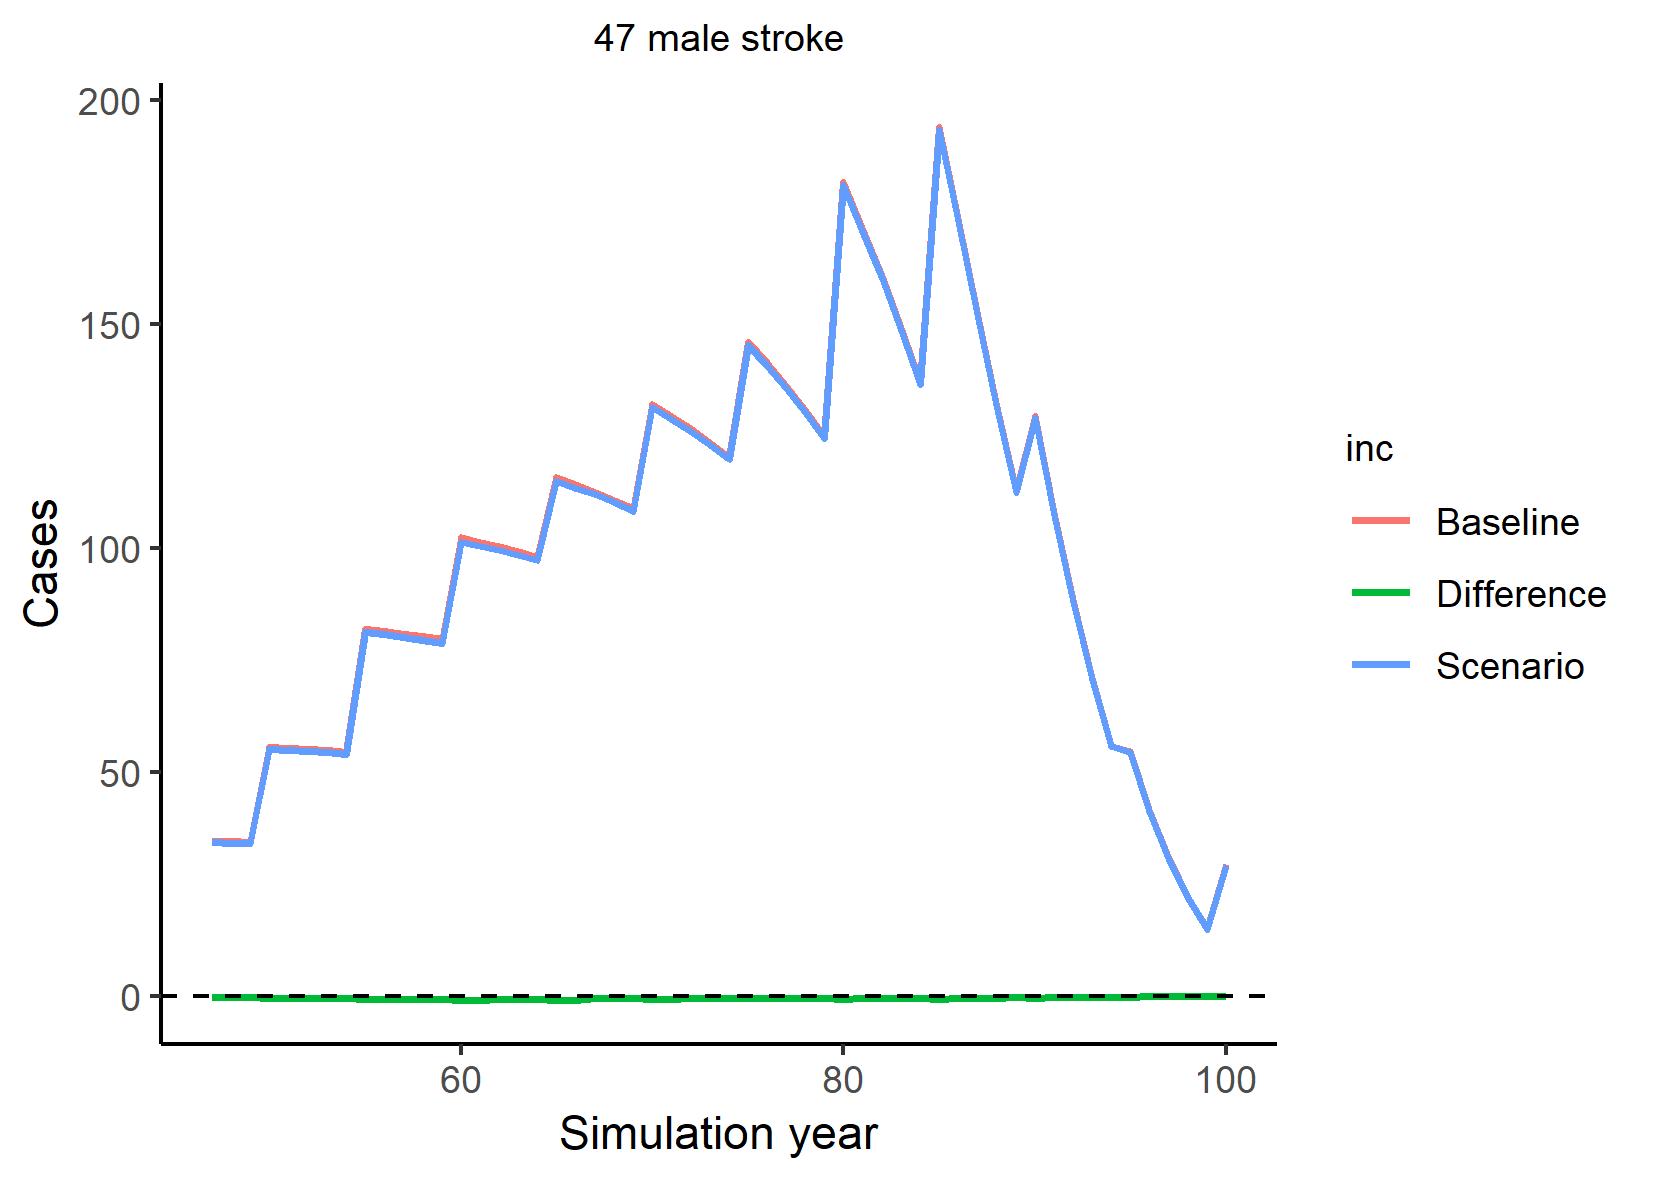 47 male stroke
Cases
200
150
100
50
0
60 80 100
Simulation year
inc
Baseline
Difference
Scenario